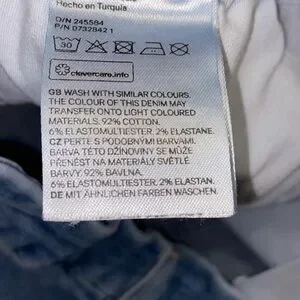 Hecho en Turquía
O/N 245584
P/N 0732842 1
30
clevercare.info
GB WASH WITH SIMILAR COLOURS.
THE COLOUR OF THIS DENIM MAY
TRANSFER ONTO LIGHT COLOURED
MATERIALS. 92% COTTON.
6% ELASTOMULTIESTER. 2% ELASTANE.
CZ PERTE S PODOBNÝMI BARVAMI.
BARVA TÉTO DŽÍNOVINY SE MŮŽE
PŘENÉST NA MATERIÁLY SVĚTLÉ
BARVY. 92% BAVLNA.
6% ELASTOMULTIESTER. 2% ELASTAN.
DE MIT ÄHNLICHEN FARBEN WASCHEN.